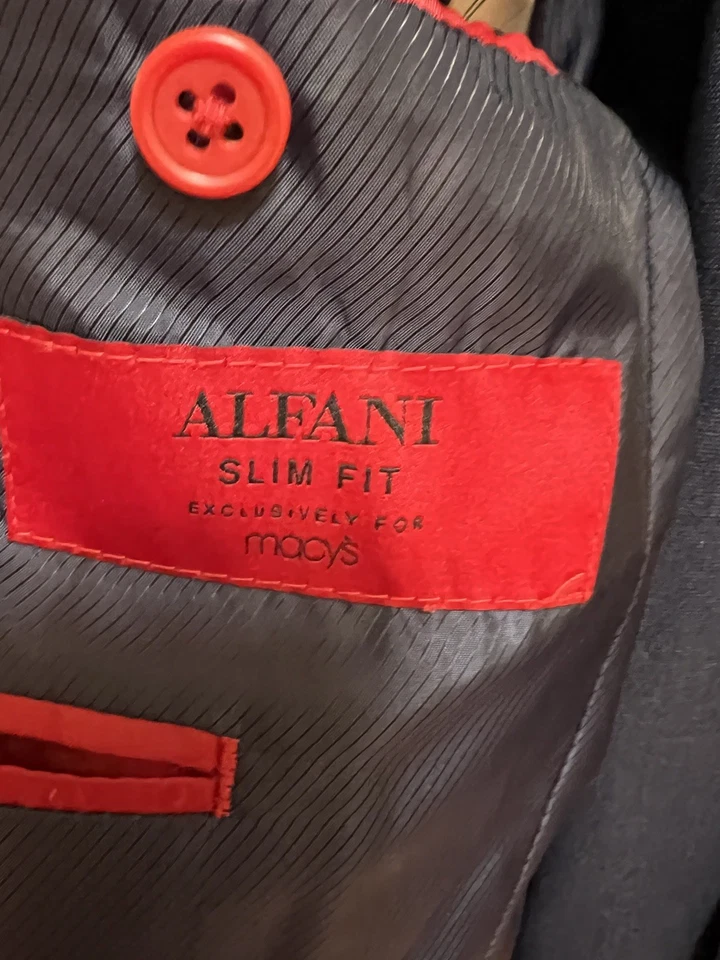 ALFANI
SLIM FIT
EXCLUSIVELY FOR
macy's